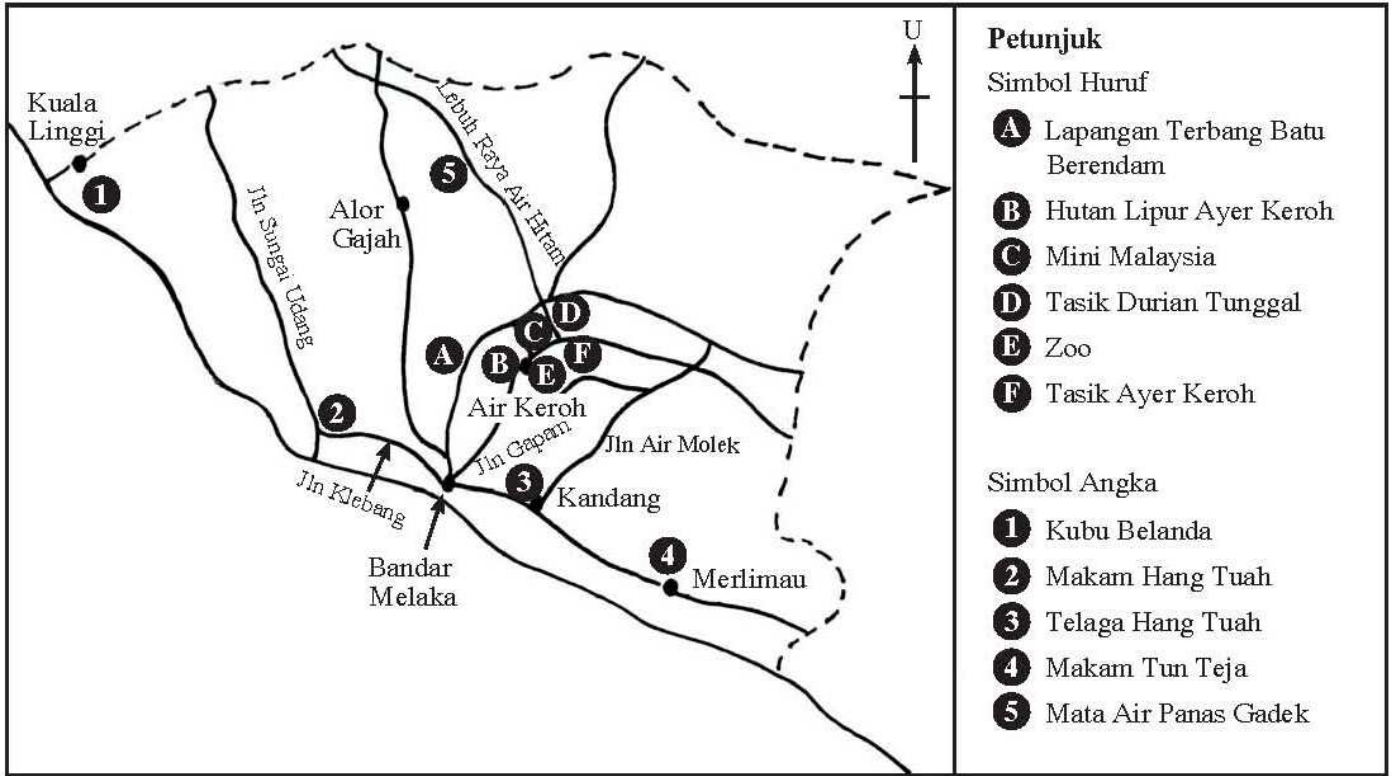 U
Kuala
Linggi
1
Jln Sungai Udang
Alor
Gajah
5
Lebuh Raya Air Hitam
A
B
C
D
E
F
Air Keroh
2
Jln Klebang
Jln Gapam
Jln Air Molek
3
Kandang
Bandar
Melaka
4
Merlimau
Petunjuk
Simbol Huruf
A Lapangan Terbang Batu
Berendam
B Hutan Lipur Ayer Keroh
C Mini Malaysia
D Tasik Durian Tunggal
E Zoo
F Tasik Ayer Keroh
Simbol Angka
1 Kubu Belanda
2 Makam Hang Tuah
3 Telaga Hang Tuah
4 Makam Tun Teja
5 Mata Air Panas Gadek